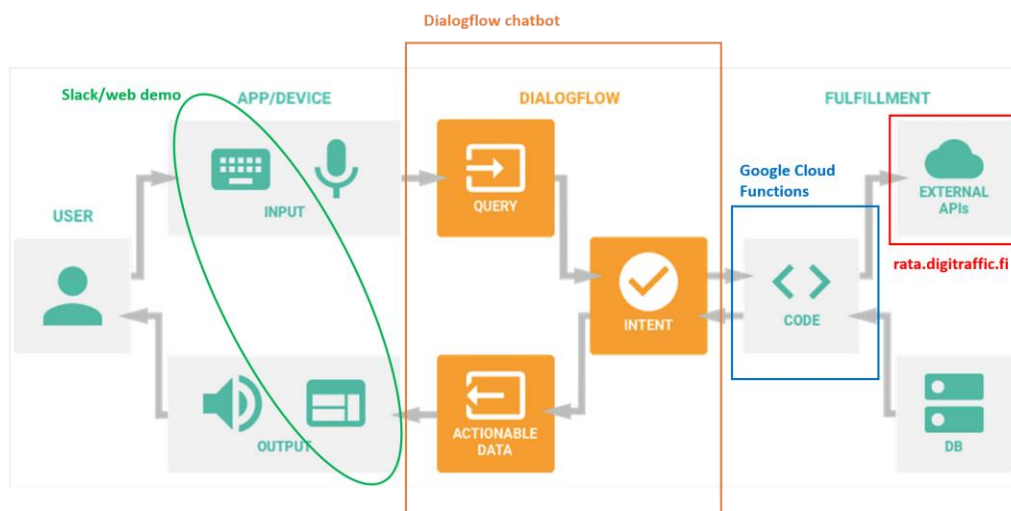 Dialogflow chatbot
Slack/web demo
APP/DEVICE
DIALOGFLOW
FULFILLMENT
INPUT
QUERY
Google Cloud
Functions
EXTERNAL
APIs
USER
rata.digitraffic.fi
INTENT
CODE
OUTPUT
ACTIONABLE
DATA
DB